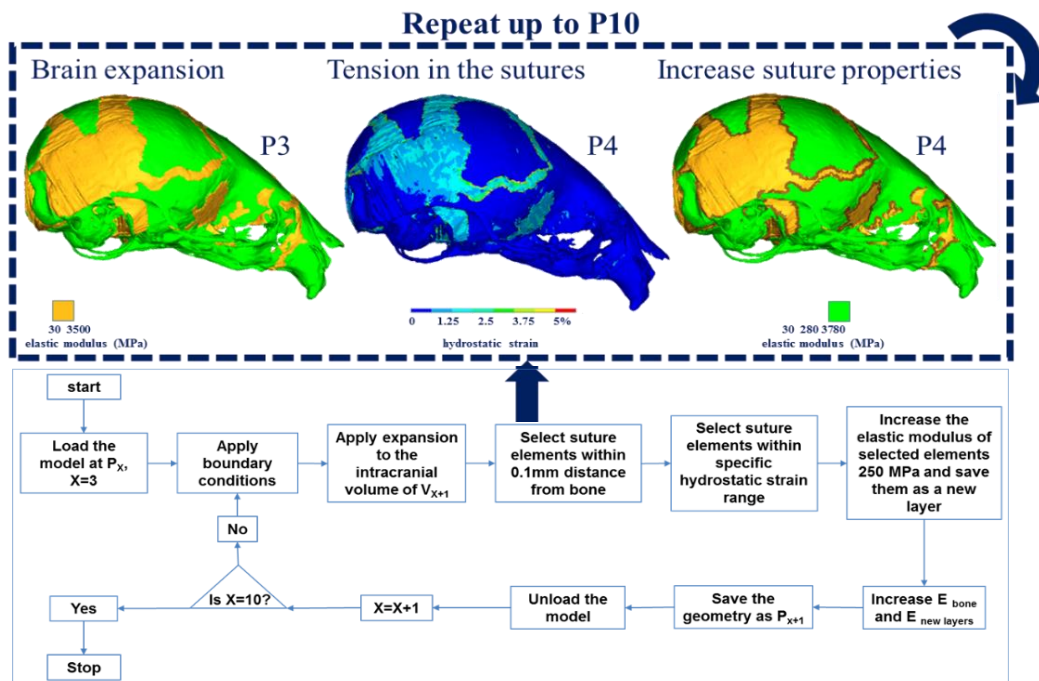 Repeat up to P10
Brain expansion
P3
30 3500
elastic modulus (MPa)
Tension in the sutures
P4
0 1.25 2.5 3.75 5%
hydrostatic strain
Increase suture properties
P4
30 280 3780
elastic modulus (MPa)
start
Load the
model at PX,
X=3
Apply
boundary
conditions
Apply expansion
to the
intracranial
volume of VX+1
Select suture
elements within
0.1mm distance
from bone
Select suture
elements within
specific
hydrostatic strain
range
Increase the
elastic modulus of
selected elements
250 MPa and save
them as a new
layer
Increase E bone
and E new layers
Save the
geometry as Px+1
Unload the
model
X=X+1
Is X=10?
No
Yes
Stop